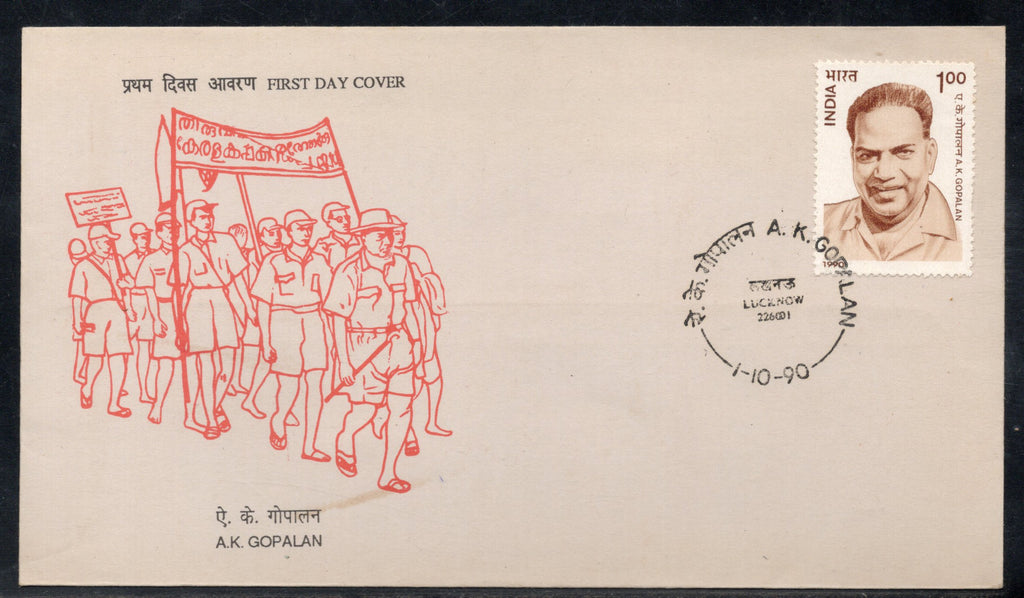 प्रथम दिवस आवरण FIRST DAY COVER
भारत 1.00
INDIA
ए.के.गोपालन A.K.GOPALAN
1990
ए.के.गोपालन A.K.GOPALAN
लखनऊ
LUCKNOW
226001
1-10-90
ऐ. के. गोपालन
A.K. GOPALAN